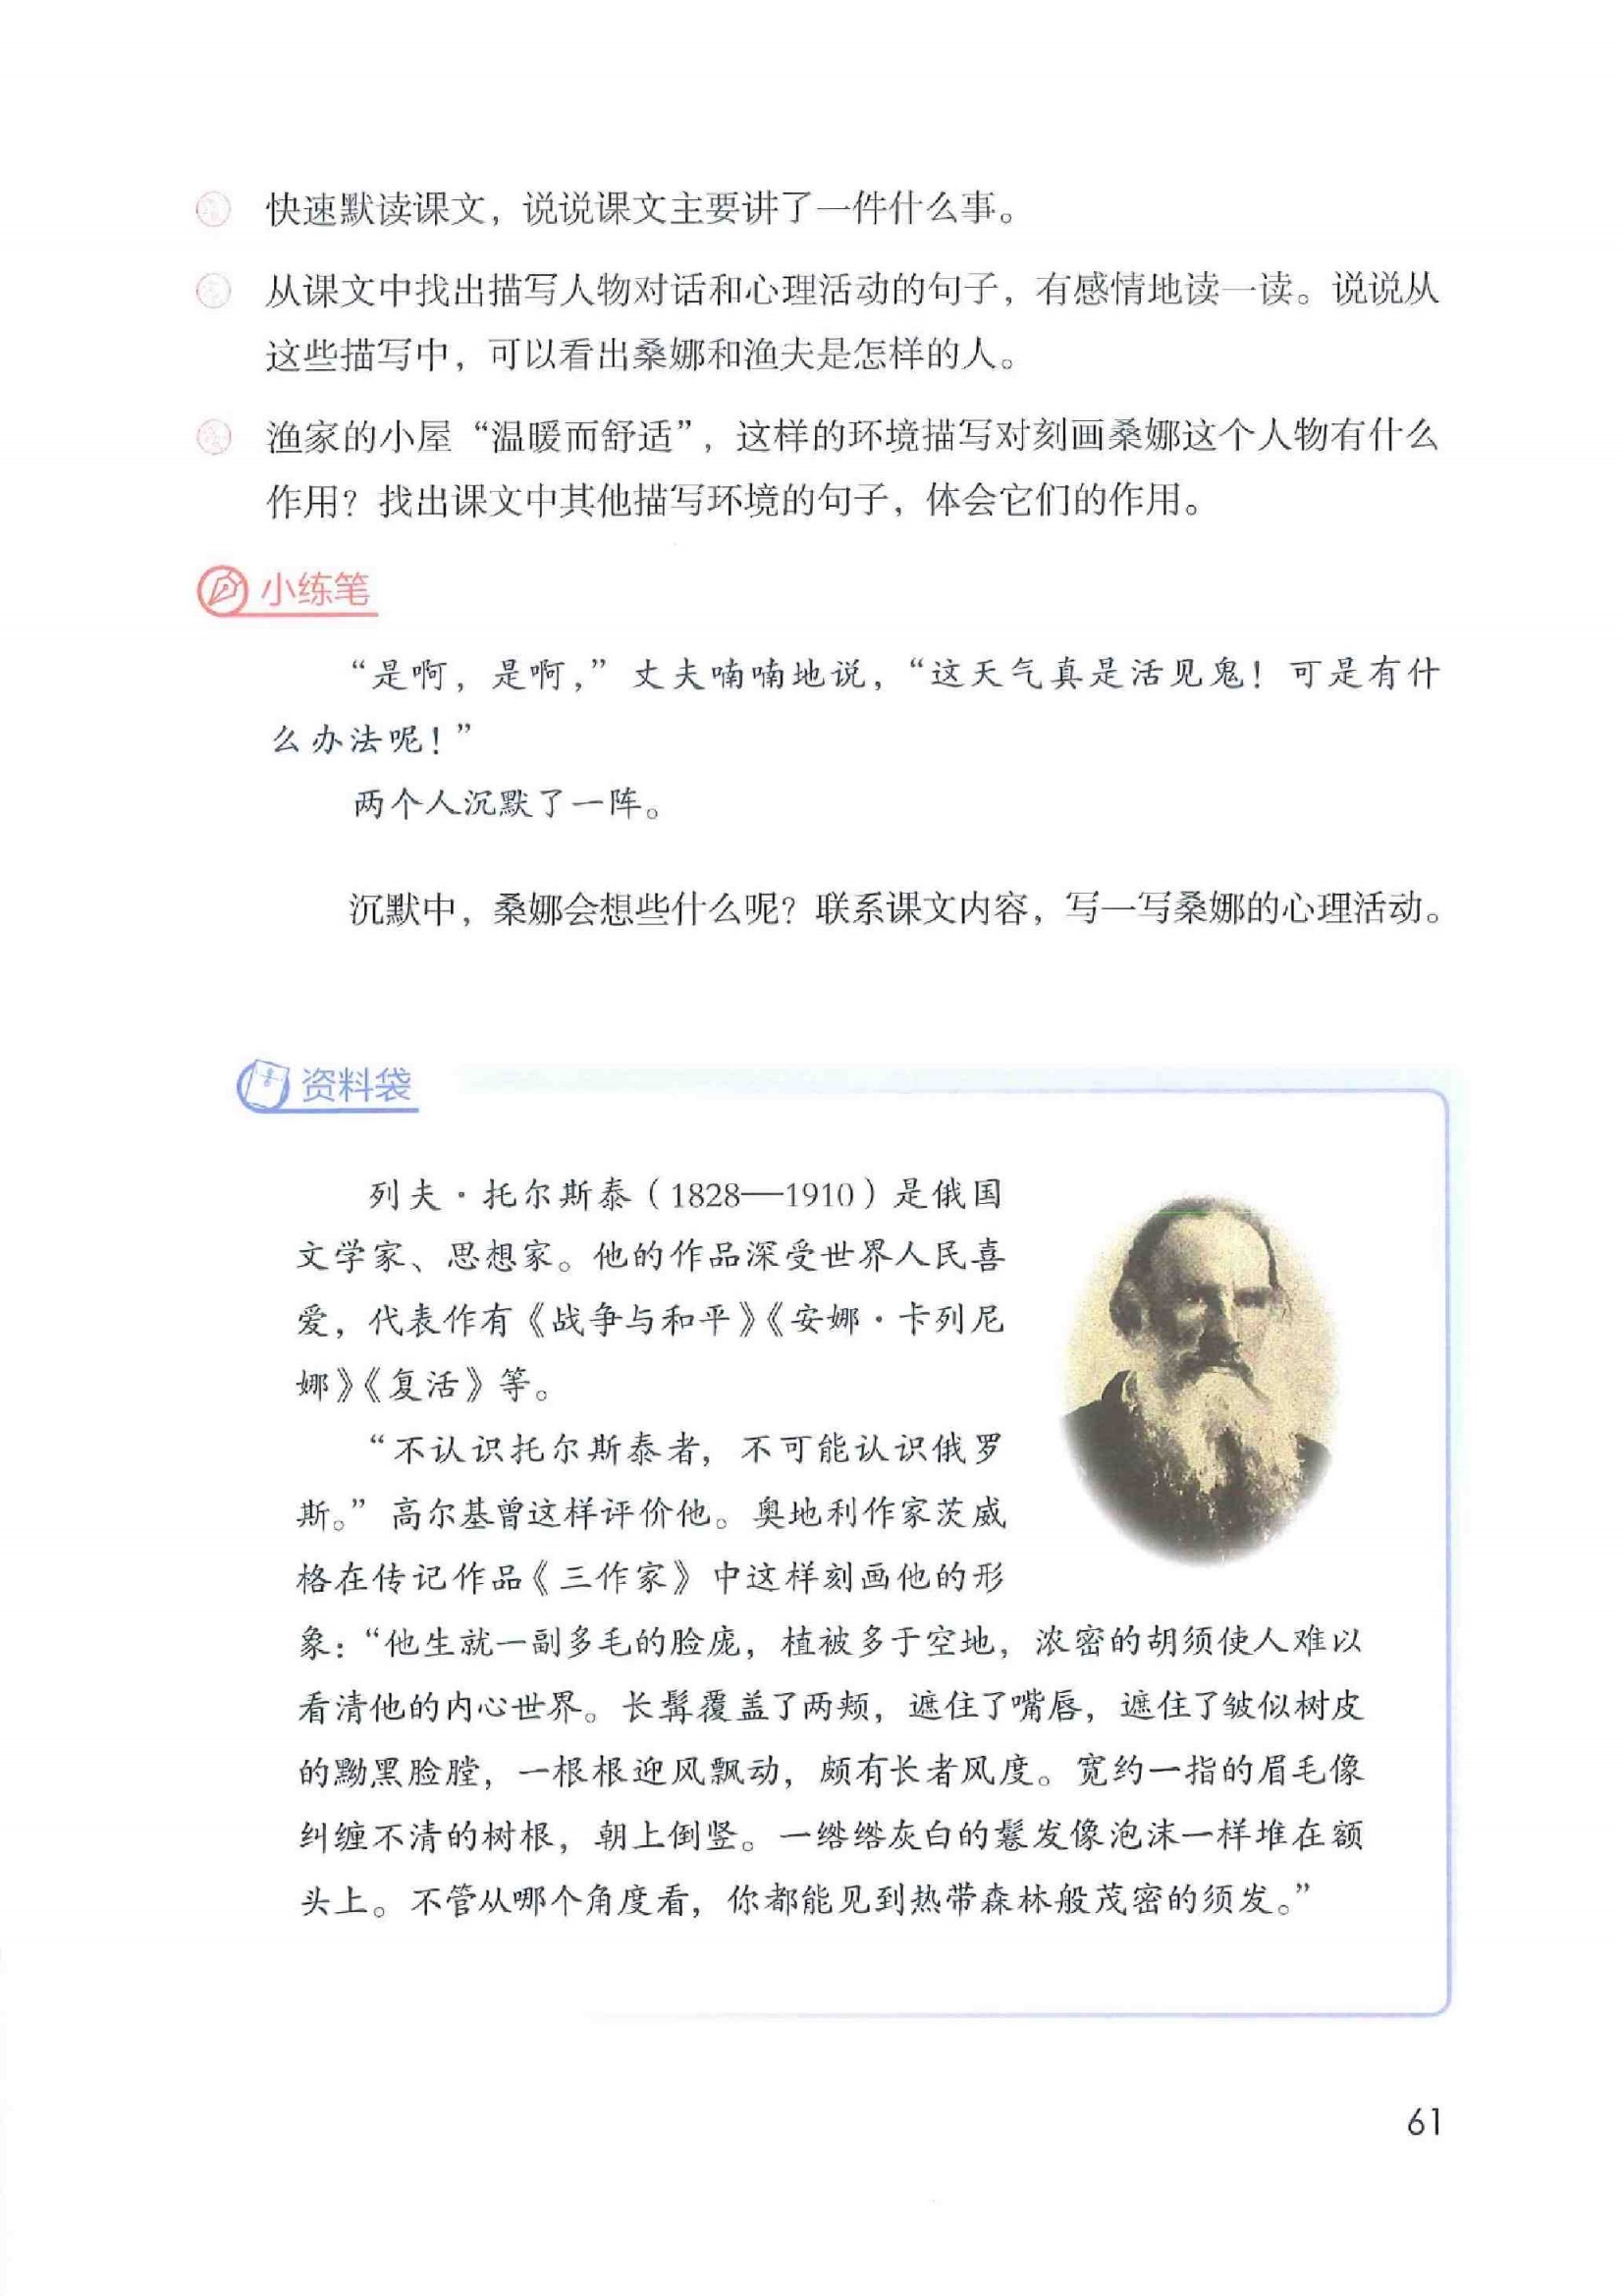 快速默读课文，说说课文主要讲了一件什么事。
从课文中找出描写人物对话和心理活动的句子，有感情地读一读。说说从
这些描写中，可以看出桑娜和渔夫是怎样的人。
渔家的小屋“温暖而舒适”，这样的环境描写对刻画桑娜这个人物有什么
作用？找出课文中其他描写环境的句子，体会它们的作用。
小练笔
“是啊，是啊，”丈夫喃喃地说，“这天气真是活见鬼！可是有什
么办法呢！”
两个人沉默了一阵。
沉默中，桑娜会想些什么呢？联系课文内容，写一写桑娜的心理活动。
资料袋
列夫·托尔斯泰（1828—1910）是俄国
文学家、思想家。他的作品深受世界人民喜
爱，代表作有《战争与和平》《安娜·卡列尼
娜》《复活》等。
“不认识托尔斯泰者，不可能认识俄罗
斯。”高尔基曾这样评价他。奥地利作家茨威
格在传记作品《三作家》中这样刻画他的形
象：“他生就一副多毛的脸庞，植被多于空地，浓密的胡须使人难以
看清他的内心世界。长髯覆盖了两颊，遮住了嘴唇，遮住了皱似树皮
的黝黑脸膛，一根根迎风飘动，颇有长者风度。宽约一指的眉毛像
纠缠不清的树根，朝上倒竖。一绺绺灰白的鬈发像泡沫一样堆在额
头上。不管从哪个角度看，你都能见到热带森林般茂密的须发。”
61